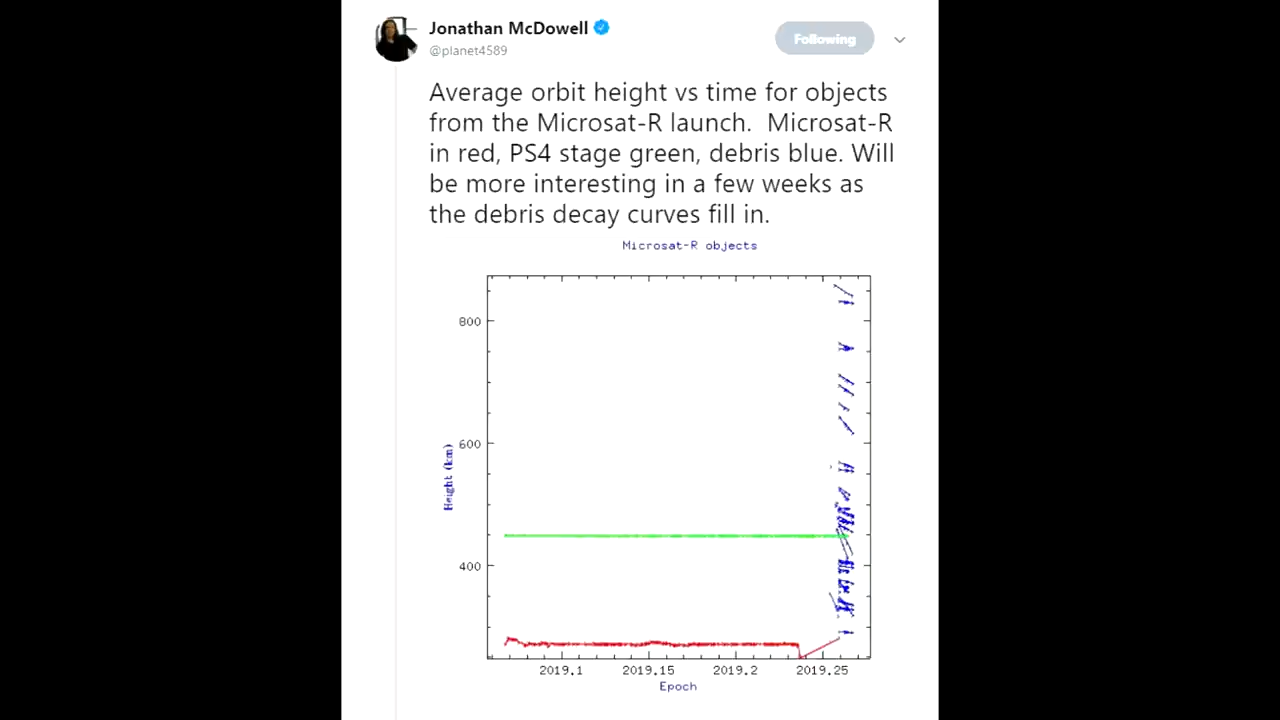 Jonathan McDowell
@planet4589
Following
Average orbit height vs time for objects
from the Microsat-R launch. Microsat-R
in red, PS4 stage green, debris blue. Will
be more interesting in a few weeks as
the debris decay curves fill in.
Microsat-R objects
800
600
400
Height (km)
2019.1 2019.15 2019.2 2019.25
Epoch